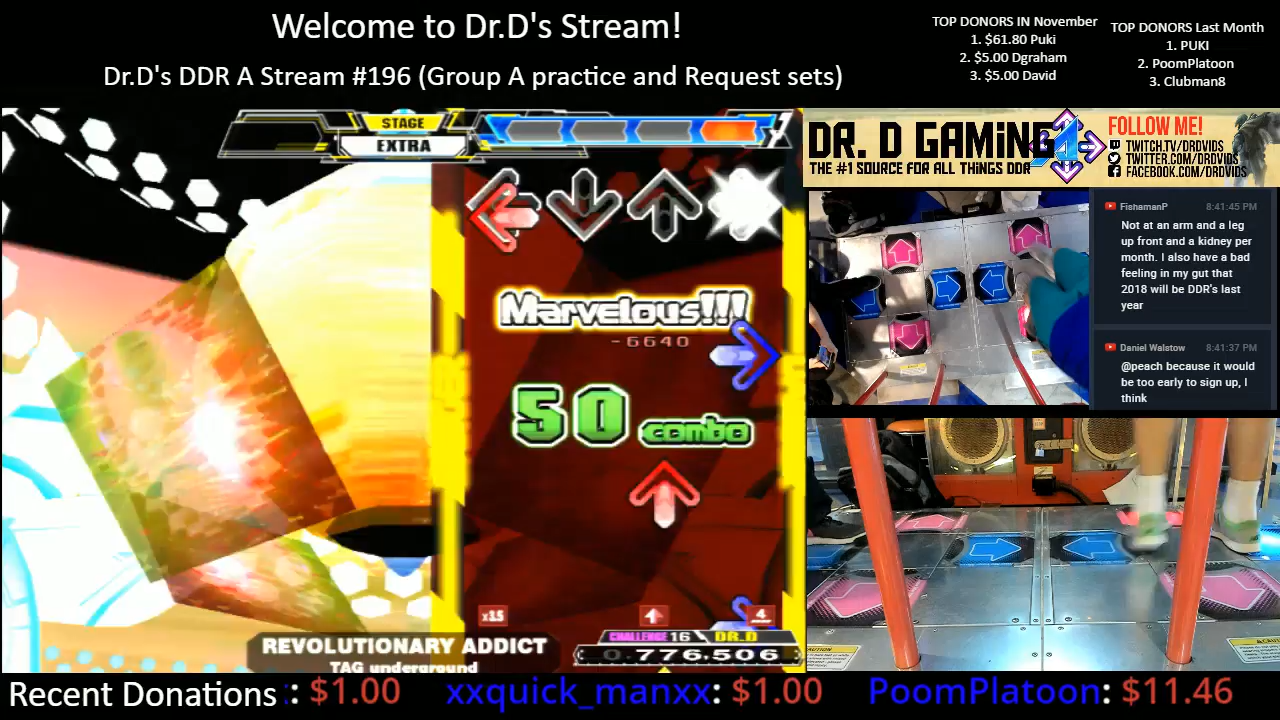 Welcome to Dr.D's Stream!
Dr.D's DDR A Stream #196 (Group A practice and Request sets)
TOP DONORS IN November
1. $61.80 Puki
2. $5.00 Dgraham
3. $5.00 David
TOP DONORS Last Month
1. PUKI
2. PoomPlatoon
3. Clubman8
STAGE
EXTRA
DR. D GAMING
THE #1 SOURCE FOR ALL THINGS DDR
FOLLOW ME!
TWITCH.TV/DRDVIDS
TWITTER.COM/DRDVIDS
FACEBOOK.COM/DRDVIDS
FishamanP 8:41:45 PM
Not at an arm and a leg
up front and a kidney per
month. I also have a bad
feeling in my gut that
2018 will be DDR's last
year
Daniel Walstow 8:41:37 PM
@peach because it would
be too early to sign up, I
think
Marvelous!!!
-6640
50 combo
x3.5
4
CHALLENGE 16 DR.D
0.776,506
REVOLUTIONARY ADDICT
TAG underground
CAUTION
Recent Donations : $1.00 xxquick_manxx: $1.00 PoomPlatoon: $11.46